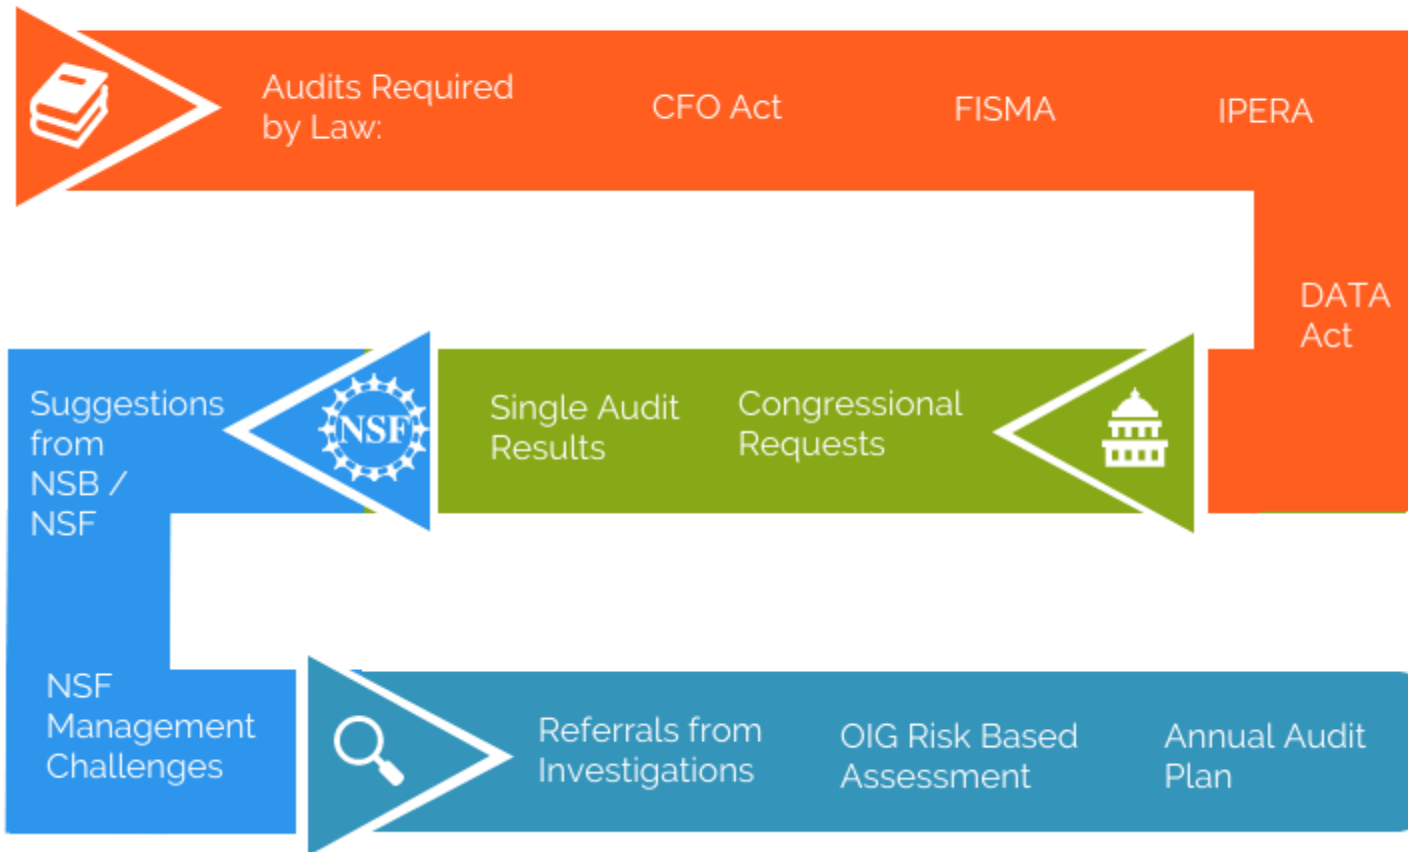 Audits Required
by Law:
CFO Act
FISMA
IPERA
DATA
Act
Congressional
Requests
Single Audit
Results
NSF
Suggestions
from
NSB /
NSF
NSF
Management
Challenges
Referrals from
Investigations
OIG Risk Based
Assessment
Annual Audit
Plan